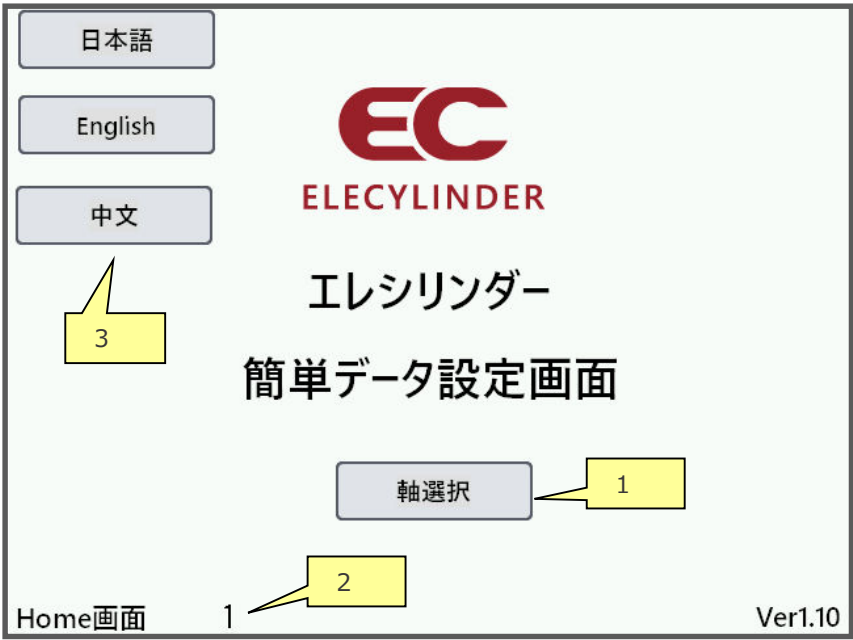 日本語
English
中文
3
EC
ELECYLINDER
エレシリンダー
簡単データ設定画面
軸選択
1
2
Home画面 1 Ver1.10